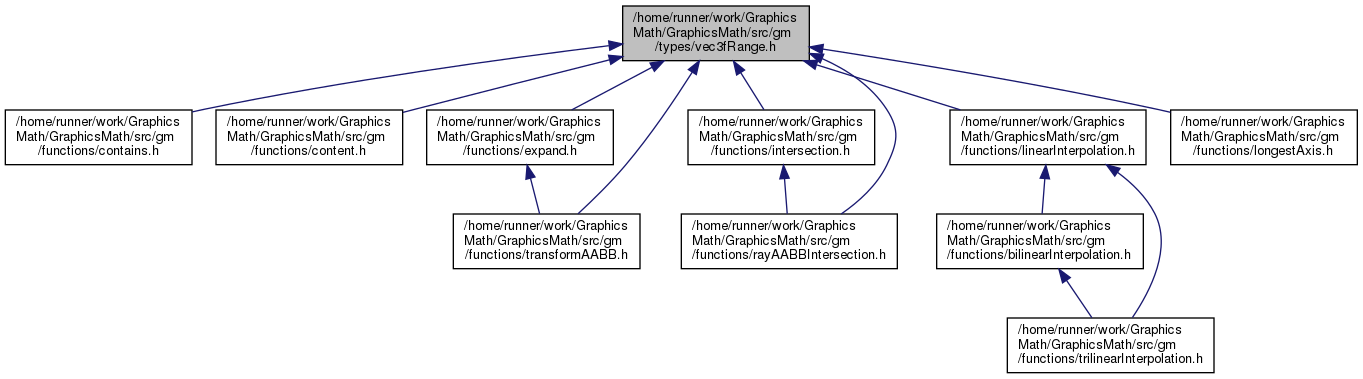 /home/runner/work/Graphics
Math/GraphicsMath/src/gm
/types/vec3fRange.h
/home/runner/work/Graphics
Math/GraphicsMath/src/gm
/functions/contains.h
/home/runner/work/Graphics
Math/GraphicsMath/src/gm
/functions/content.h
/home/runner/work/Graphics
Math/GraphicsMath/src/gm
/functions/expand.h
/home/runner/work/Graphics
Math/GraphicsMath/src/gm
/functions/intersection.h
/home/runner/work/Graphics
Math/GraphicsMath/src/gm
/functions/linearInterpolation.h
/home/runner/work/Graphics
Math/GraphicsMath/src/gm
/functions/longestAxis.h
/home/runner/work/Graphics
Math/GraphicsMath/src/gm
/functions/transformAABB.h
/home/runner/work/Graphics
Math/GraphicsMath/src/gm
/functions/rayAABBIntersection.h
/home/runner/work/Graphics
Math/GraphicsMath/src/gm
/functions/bilinearInterpolation.h
/home/runner/work/Graphics
Math/GraphicsMath/src/gm
/functions/trilinearInterpolation.h